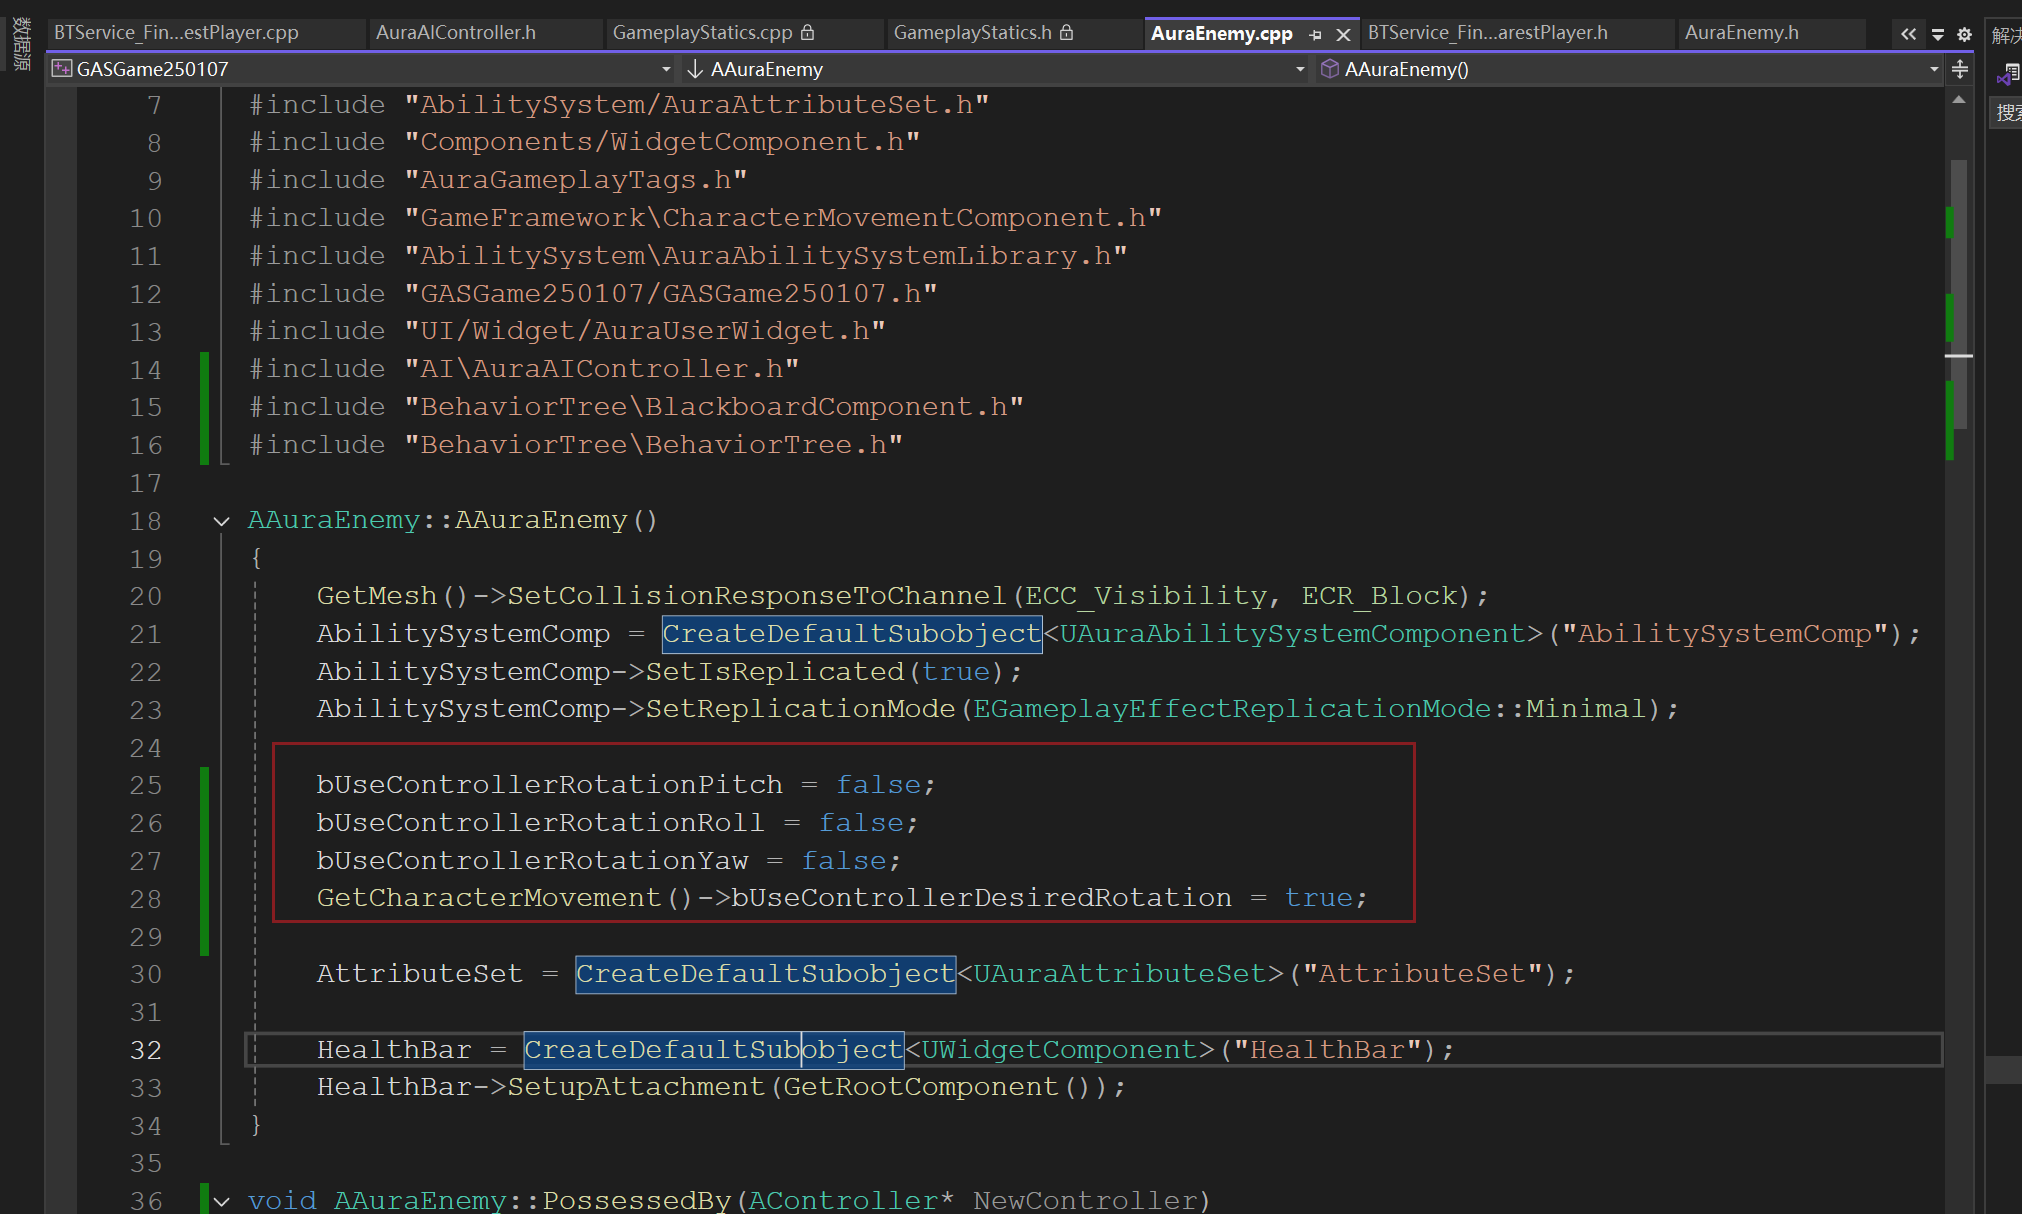 数据源
BTService_Fin...estPlayer.cpp
AuraAIController.h
GameplayStatics.cpp
GameplayStatics.h
AuraEnemy.cpp
BTService_Fin...arestPlayer.h
AuraEnemy.h
GASGame250107
AAuraEnemy
AAuraEnemy()
搜索
7 #include "AbilitySystem/AuraAttributeSet.h"
8 #include "Components/WidgetComponent.h"
9 #include "AuraGameplayTags.h"
10 #include "GameFramework\CharacterMovementComponent.h"
11 #include "AbilitySystem\AuraAbilitySystemLibrary.h"
12 #include "GASGame250107/GASGame250107.h"
13 #include "UI/Widget/AuraUserWidget.h"
14 #include "AI\AuraAIController.h"
15 #include "BehaviorTree\BlackboardComponent.h"
16 #include "BehaviorTree\BehaviorTree.h"
17
18 AAuraEnemy::AAuraEnemy()
19 {
20 GetMesh()->SetCollisionResponseToChannel(ECC_Visibility, ECR_Block);
21 AbilitySystemComp = CreateDefaultSubobject<UAuraAbilitySystemComponent>("AbilitySystemComp");
22 AbilitySystemComp->SetIsReplicated(true);
23 AbilitySystemComp->SetReplicationMode(EGameplayEffectReplicationMode::Minimal);
24
25 bUseControllerRotationPitch = false;
26 bUseControllerRotationRoll = false;
27 bUseControllerRotationYaw = false;
28 GetCharacterMovement()->bUseControllerDesiredRotation = true;
29
30 AttributeSet = CreateDefaultSubobject<UAuraAttributeSet>("AttributeSet");
31
32 HealthBar = CreateDefaultSubobject<UWidgetComponent>("HealthBar");
33 HealthBar->SetupAttachment(GetRootComponent());
34 }
35
36 void AAuraEnemy::PossessedBy(AController* NewController)